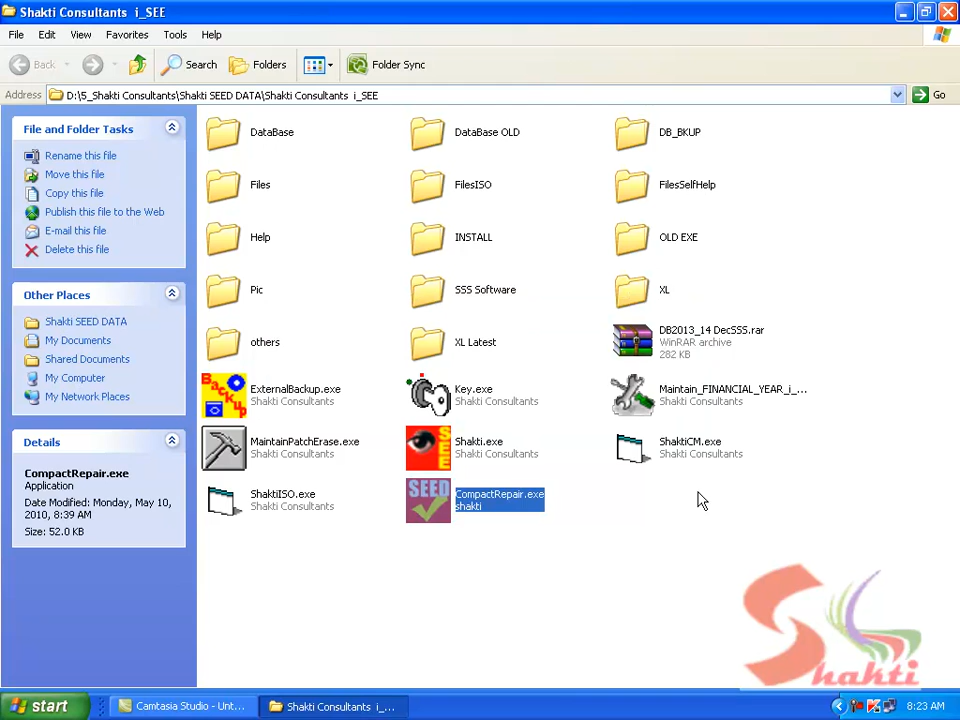 Shakti Consultants i_SEE
File Edit View Favorites Tools Help
Back Search Folders Folder Sync
Address D:\5_Shakti Consultants\Shakti SEED DATA\Shakti Consultants i_SEE Go
File and Folder Tasks
Rename this file
Move this file
Copy this file
Publish this file to the Web
E-mail this file
Delete this file
Other Places
Shakti SEED DATA
My Documents
Shared Documents
My Computer
My Network Places
Details
CompactRepair.exe
Application
Date Modified: Monday, May 10,
2010, 8:39 AM
Size: 52.0 KB
DataBase
DataBase OLD
DB_BKUP
Files
FilesISO
FilesSelfHelp
Help
INSTALL
OLD EXE
Pic
SSS Software
XL
others
XL Latest
DB2013_14 DecSSS.rar
WinRAR archive
282 KB
BackUp
ExternalBackup.exe
Shakti Consultants
Key.exe
Shakti Consultants
Maintain_FINANCIAL_YEAR_i_...
Shakti Consultants
MaintainPatchErase.exe
Shakti Consultants
SEE
Shakti.exe
Shakti Consultants
ShaktiCM.exe
Shakti Consultants
ShaktiISO.exe
Shakti Consultants
SEED
CompactRepair.exe
shakti
Shakti
start
Camtasia Studio - Unt...
Shakti Consultants i_...
8:23 AM